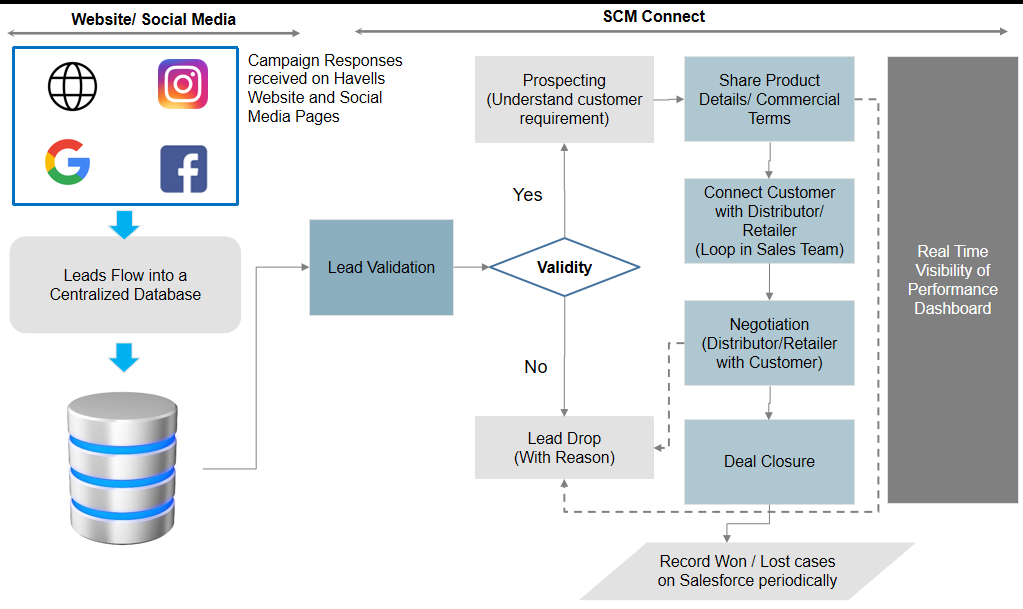 Website/ Social Media
SCM Connect
Campaign Responses
received on Havells
Website and Social
Media Pages
Leads Flow into a
Centralized Database
Lead Validation
Validity
Yes
No
Prospecting
(Understand customer
requirement)
Lead Drop
(With Reason)
Share Product
Details/ Commercial
Terms
Connect Customer
with Distributor/
Retailer
(Loop in Sales Team)
Negotiation
(Distributor/Retailer
with Customer)
Deal Closure
Record Won / Lost cases
on Salesforce periodically
Real Time
Visibility of
Performance
Dashboard